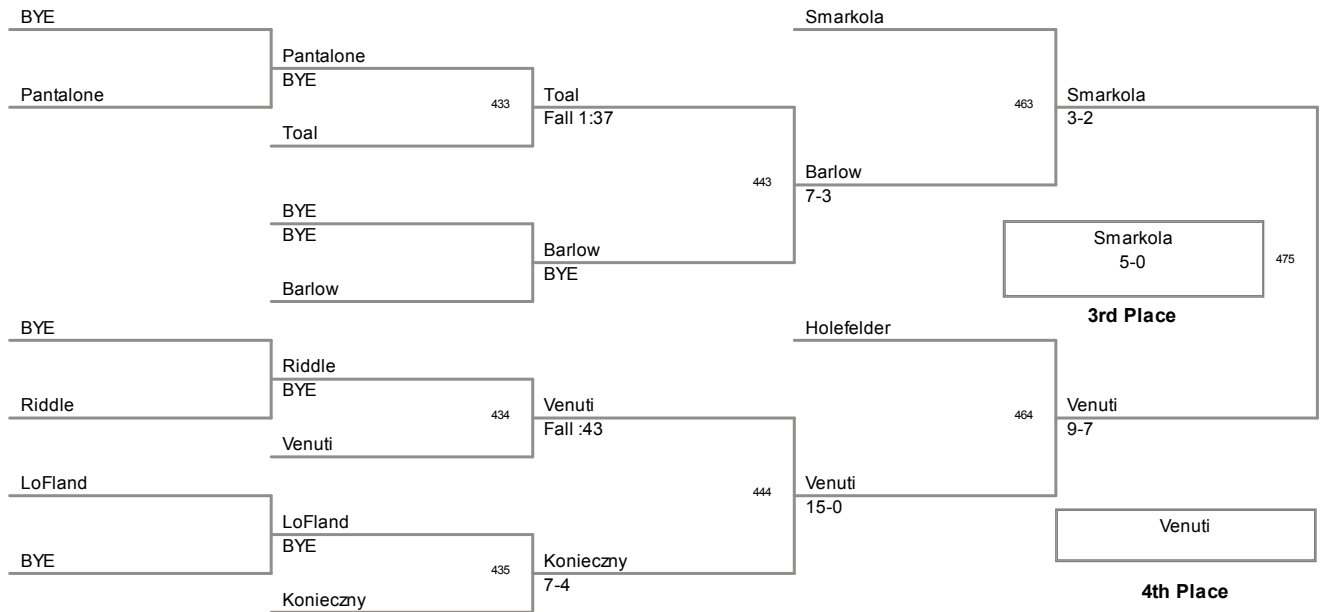 BYE
Smarkola
Pantalone
BYE
Pantalone
433
Toal
Fall 1:37
463
Smarkola
3-2
Toal
443
Barlow
7-3
BYE
BYE
Barlow
BYE
Smarkola
5-0
475
Barlow
3rd Place
BYE
Holefelder
Riddle
BYE
Riddle
434
Venuti
Fall :43
464
Venuti
9-7
Venuti
LoFland
444
Venuti
15-0
LoFland
BYE
Venuti
BYE
435
Konieczny
7-4
4th Place
Konieczny